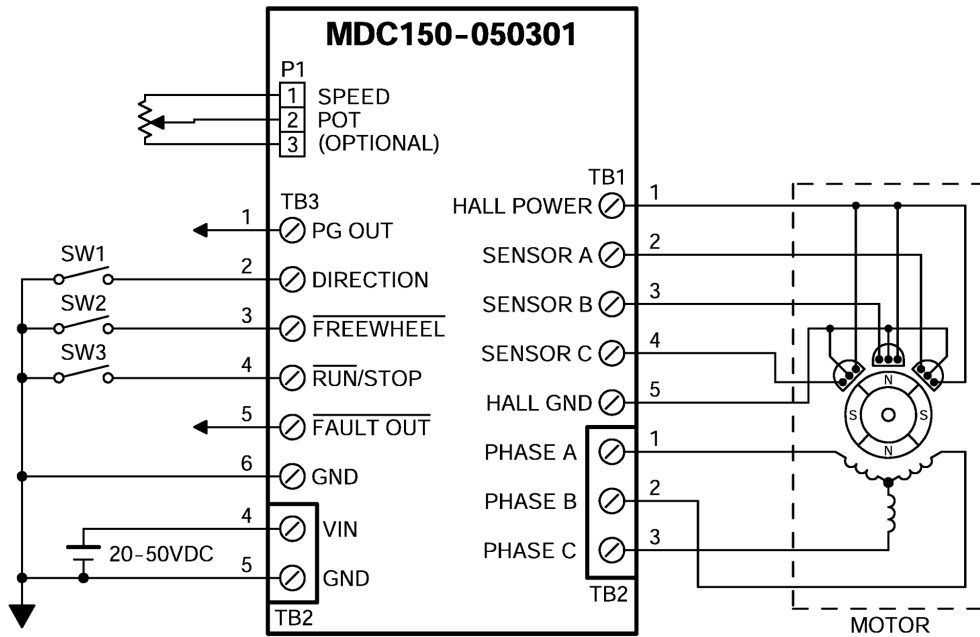 MDC150-050301
P1
1 SPEED
2 POT
3 (OPTIONAL)
TB3
1 PG OUT
SW1
2 DIRECTION
SW2
3 FREEWHEEL
SW3
4 RUN/STOP
5 FAULT OUT
6 GND
4 VIN
20-50VDC
5 GND
TB2
TB1
HALL POWER 1
SENSOR A 2
SENSOR B 3
SENSOR C 4
HALL GND 5
PHASE A 1
PHASE B 2
PHASE C 3
TB2
N
S S
N
MOTOR